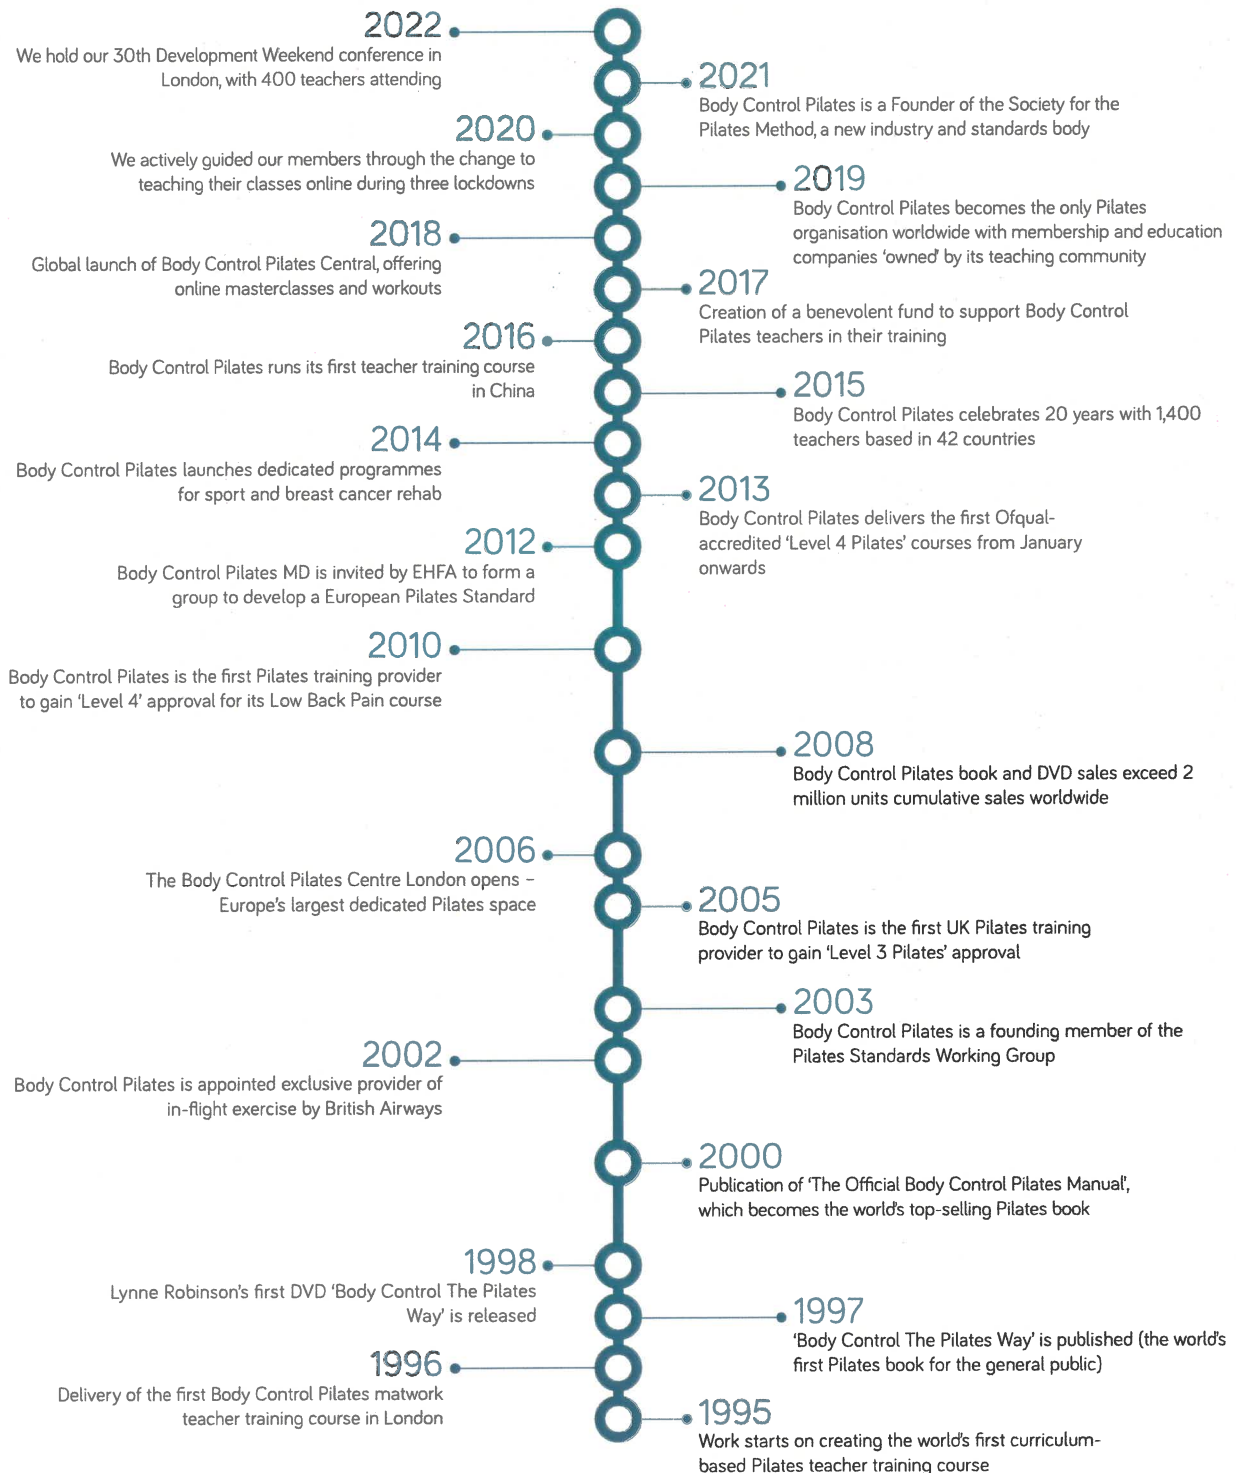 2022
We hold our 30th Development Weekend conference in
London, with 400 teachers attending
2021
Body Control Pilates is a Founder of the Society for the
Pilates Method, a new industry and standards body
2020
We actively guided our members through the change to
teaching their classes online during three lockdowns
2019
Body Control Pilates becomes the only Pilates
organisation worldwide with membership and education
companies 'owned' by its teaching community
2018
Global launch of Body Control Pilates Central, offering
online masterclasses and workouts
2017
Creation of a benevolent fund to support Body Control
Pilates teachers in their training
2016
Body Control Pilates runs its first teacher training course
in China
2015
Body Control Pilates celebrates 20 years with 1,400
teachers based in 42 countries
2014
Body Control Pilates launches dedicated programmes
for sport and breast cancer rehab
2013
Body Control Pilates delivers the first Ofqual-
accredited 'Level 4 Pilates' courses from January
onwards
2012
Body Control Pilates MD is invited by EHFA to form a
group to develop a European Pilates Standard
2010
Body Control Pilates is the first Pilates training provider
to gain 'Level 4' approval for its Low Back Pain course
2008
Body Control Pilates book and DVD sales exceed 2
million units cumulative sales worldwide
2006
The Body Control Pilates Centre London opens –
Europe's largest dedicated Pilates space
2005
Body Control Pilates is the first UK Pilates training
provider to gain 'Level 3 Pilates' approval
2003
Body Control Pilates is a founding member of the
Pilates Standards Working Group
2002
Body Control Pilates is appointed exclusive provider of
in-flight exercise by British Airways
2000
Publication of 'The Official Body Control Pilates Manual',
which becomes the world's top-selling Pilates book
1998
Lynne Robinson's first DVD 'Body Control The Pilates
Way' is released
1997
'Body Control The Pilates Way' is published (the world's
first Pilates book for the general public)
1996
Delivery of the first Body Control Pilates matwork
teacher training course in London
1995
Work starts on creating the world's first curriculum-
based Pilates teacher training course